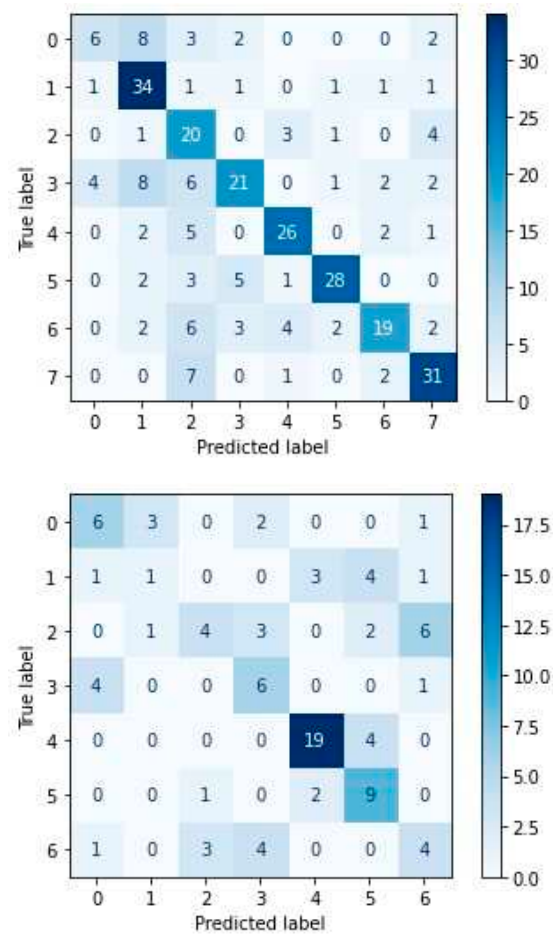 0 6 8 3 2 0 0 0 2
1 1 34 1 1 0 1 1 1
2 0 1 20 0 3 1 0 4
3 4 8 6 21 0 1 2 2
4 0 2 5 0 26 0 2 1
5 0 2 3 5 1 28 0 0
6 0 2 6 3 4 2 19 2
7 0 0 7 0 1 0 2 31
0 1 2 3 4 5 6 7
Predicted label
True label
30
25
20
15
10
5
0
0 6 3 0 2 0 0 1
1 1 1 0 0 3 4 1
2 0 1 4 3 0 2 6
3 4 0 0 6 0 0 1
4 0 0 0 0 19 4 0
5 0 0 1 0 2 9 0
6 1 0 3 4 0 0 4
0 1 2 3 4 5 6
Predicted label
True label
17.5
15.0
12.5
10.0
7.5
5.0
2.5
0.0